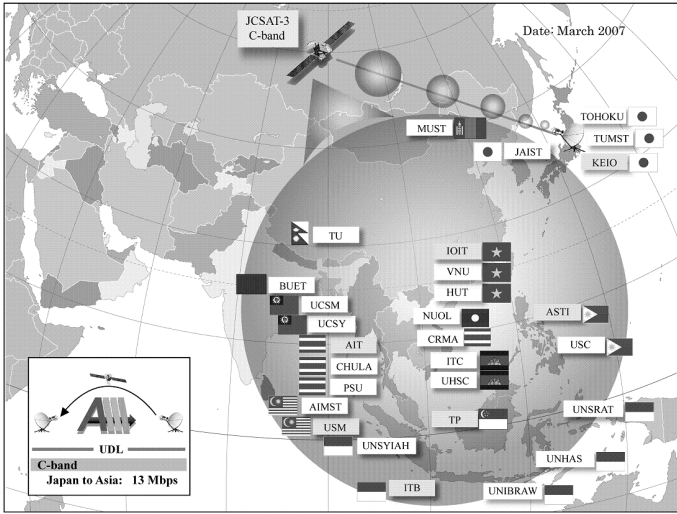 JCSAT-3
C-band
Date: March 2007
TOHOKU
MUST
TUMST
JAIST
KEIO
TU
IOIT
VNU
BUET
HUT
UCSM
ASTI
UCSY
NUOL
CRMA
AIT
USC
CHULA
ITC
PSU
UHSC
AIMST
UNSRAT
TP
USM
UNSYIAH
UNHAS
ITB
UNIBRAW
AIII
UDL
C-band
Japan to Asia: 13 Mbps